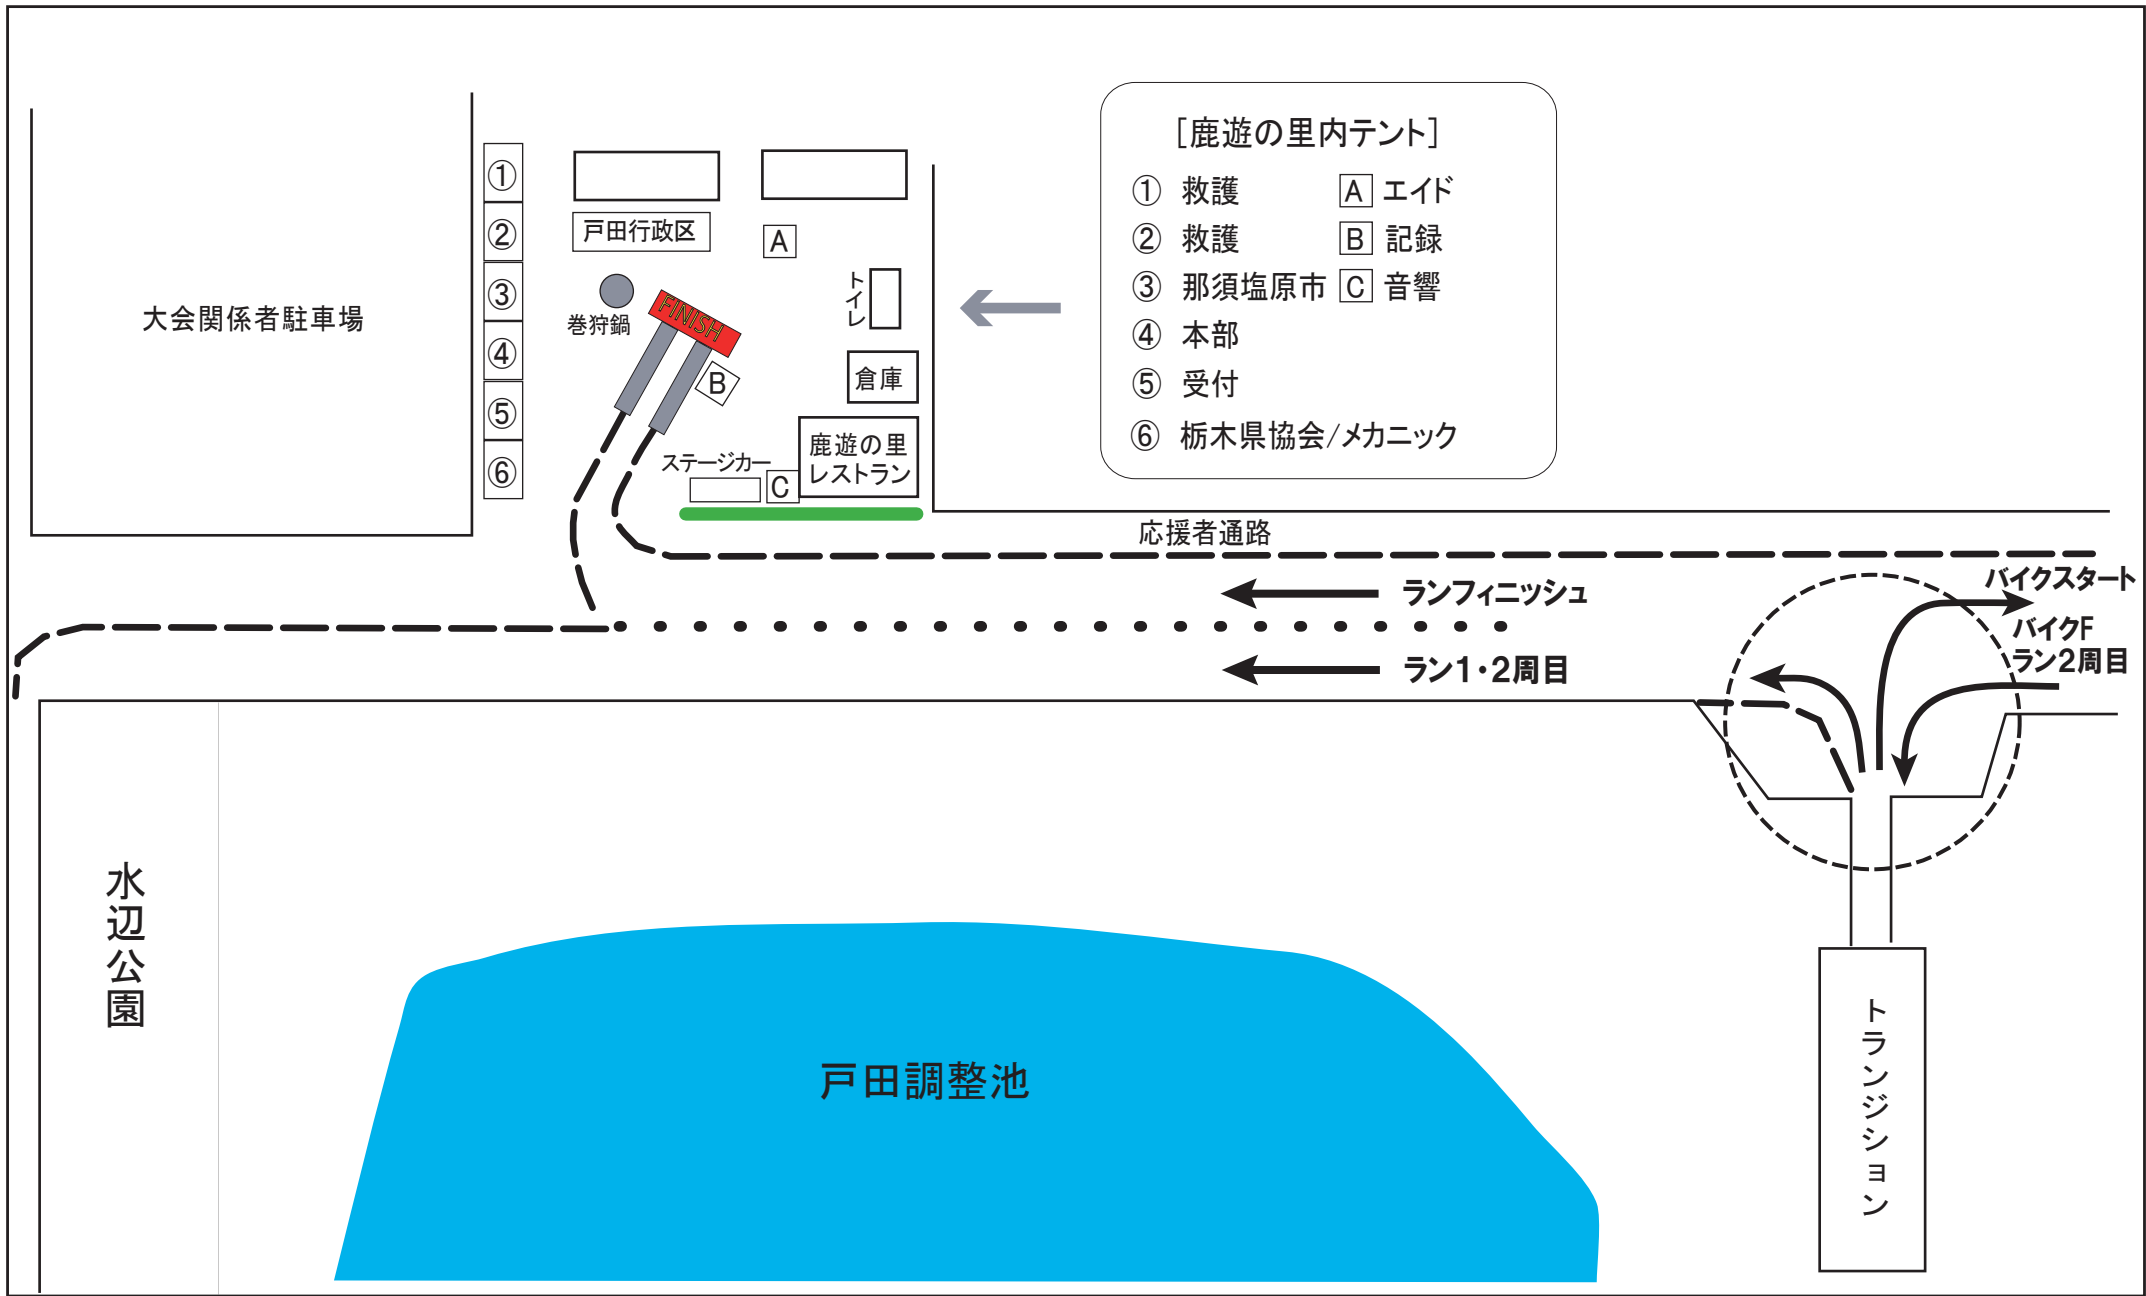 [鹿遊の里内テント]
① 救護
A エイド
② 救護
B 記録
③ 那須塩原市
C 音響
④ 本部
⑤ 受付
⑥ 栃木県協会/メカニック
大会関係者駐車場
①
②
③
④
⑤
⑥
戸田行政区
A
巻狩鍋
FINISH
B
トイレ
倉庫
鹿遊の里
レストラン
ステージカー
C
応援者通路
ランフィニッシュ
ラン1・2周目
バイクスタート
バイクF
ラン2周目
水辺公園
戸田調整池
トランジション